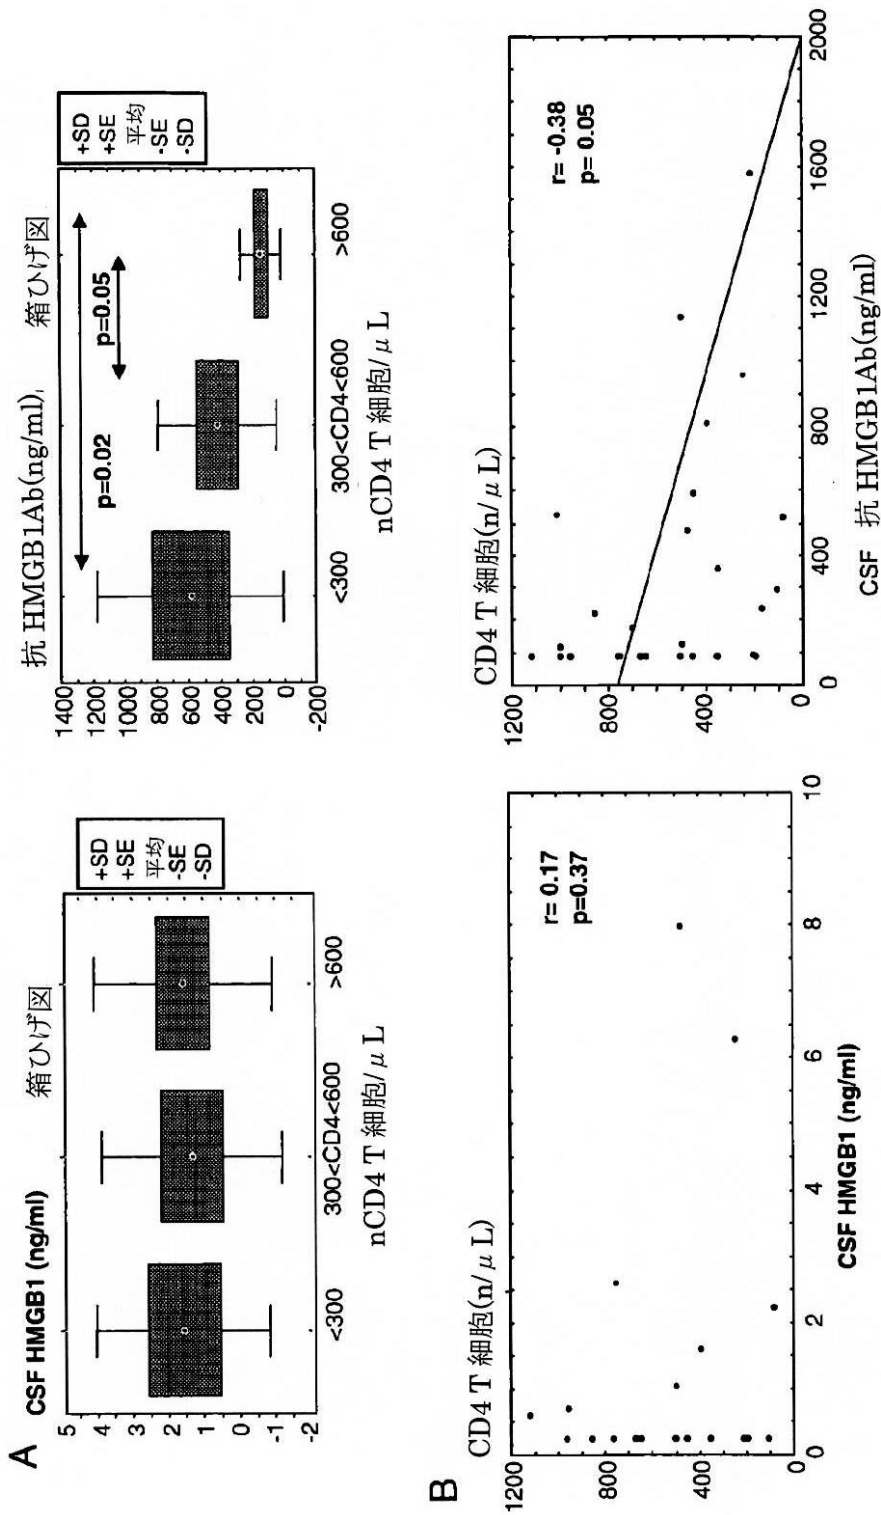 A
CSF HMGB1 (ng/ml)
箱ひげ図
5
4
3
2
1
0
-1
-2
<300
300<CD4<600
>600
nCD4 T 細胞/μL
+SD
+SE
平均
-SE
-SD
抗 HMGB1Ab(ng/ml)
箱ひげ図
1400
1200
1000
800
600
400
200
0
-200
p=0.02
p=0.05
<300
300<CD4<600
>600
nCD4 T 細胞/μL
+SD
+SE
平均
-SE
-SD
B
CD4 T 細胞(n/μL)
1200
800
400
0
r= 0.17
p=0.37
0
2
4
6
8
10
CSF HMGB1 (ng/ml)
CD4 T 細胞(n/μL)
1200
800
400
0
r= -0.38
p= 0.05
0
400
800
1200
1600
2000
CSF 抗 HMGB1Ab(ng/ml)